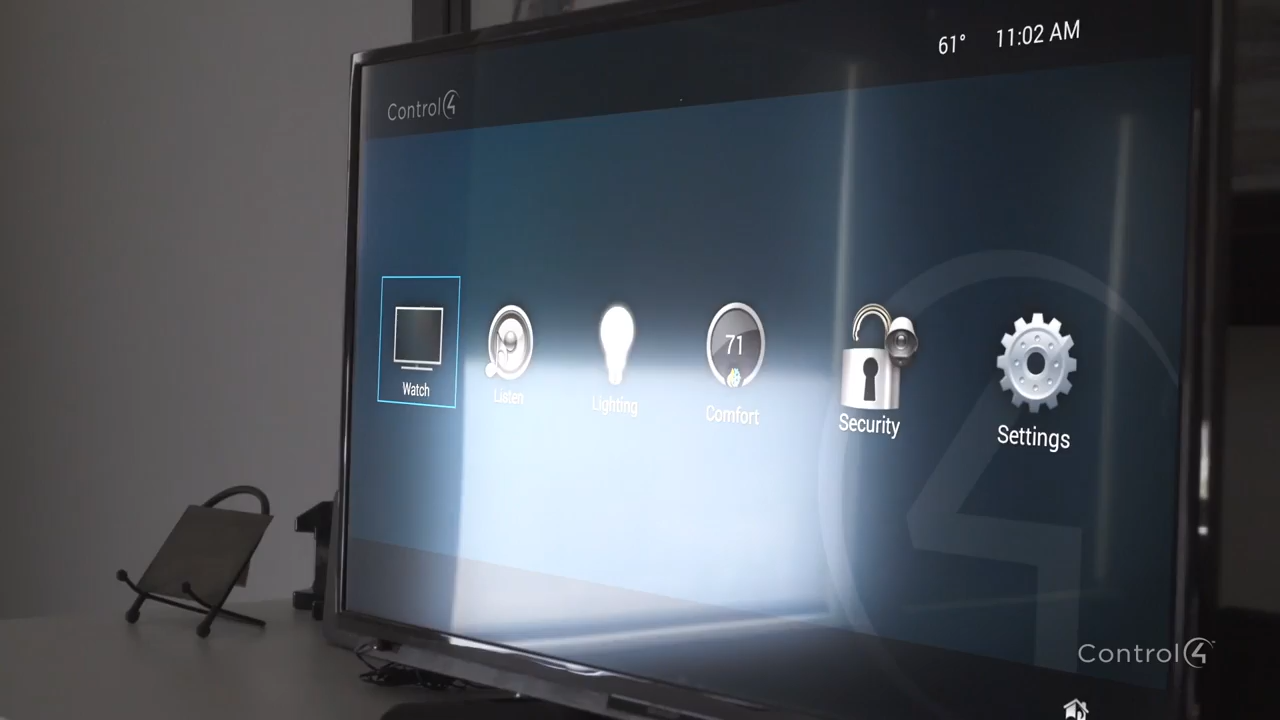 61° 11:02 AM
Control4
Watch
Listen
Lighting
71
Comfort
Security
Settings
Control4